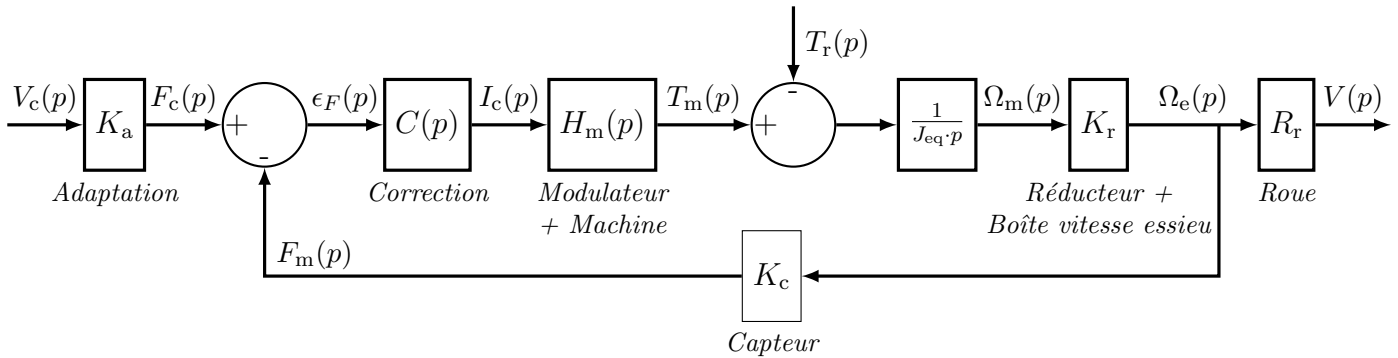 T_r(p)
V_c(p) K_a F_c(p) + - ϵ_F(p) C(p) I_c(p) H_m(p) T_m(p) + - 1/(J_eq·p) Ω_m(p) K_r Ω_e(p) R_r V(p)
Adaptation Correction Modulateur Réducteur + Roue
+ Machine Boîte vitesse essieu
F_m(p) K_c
Capteur